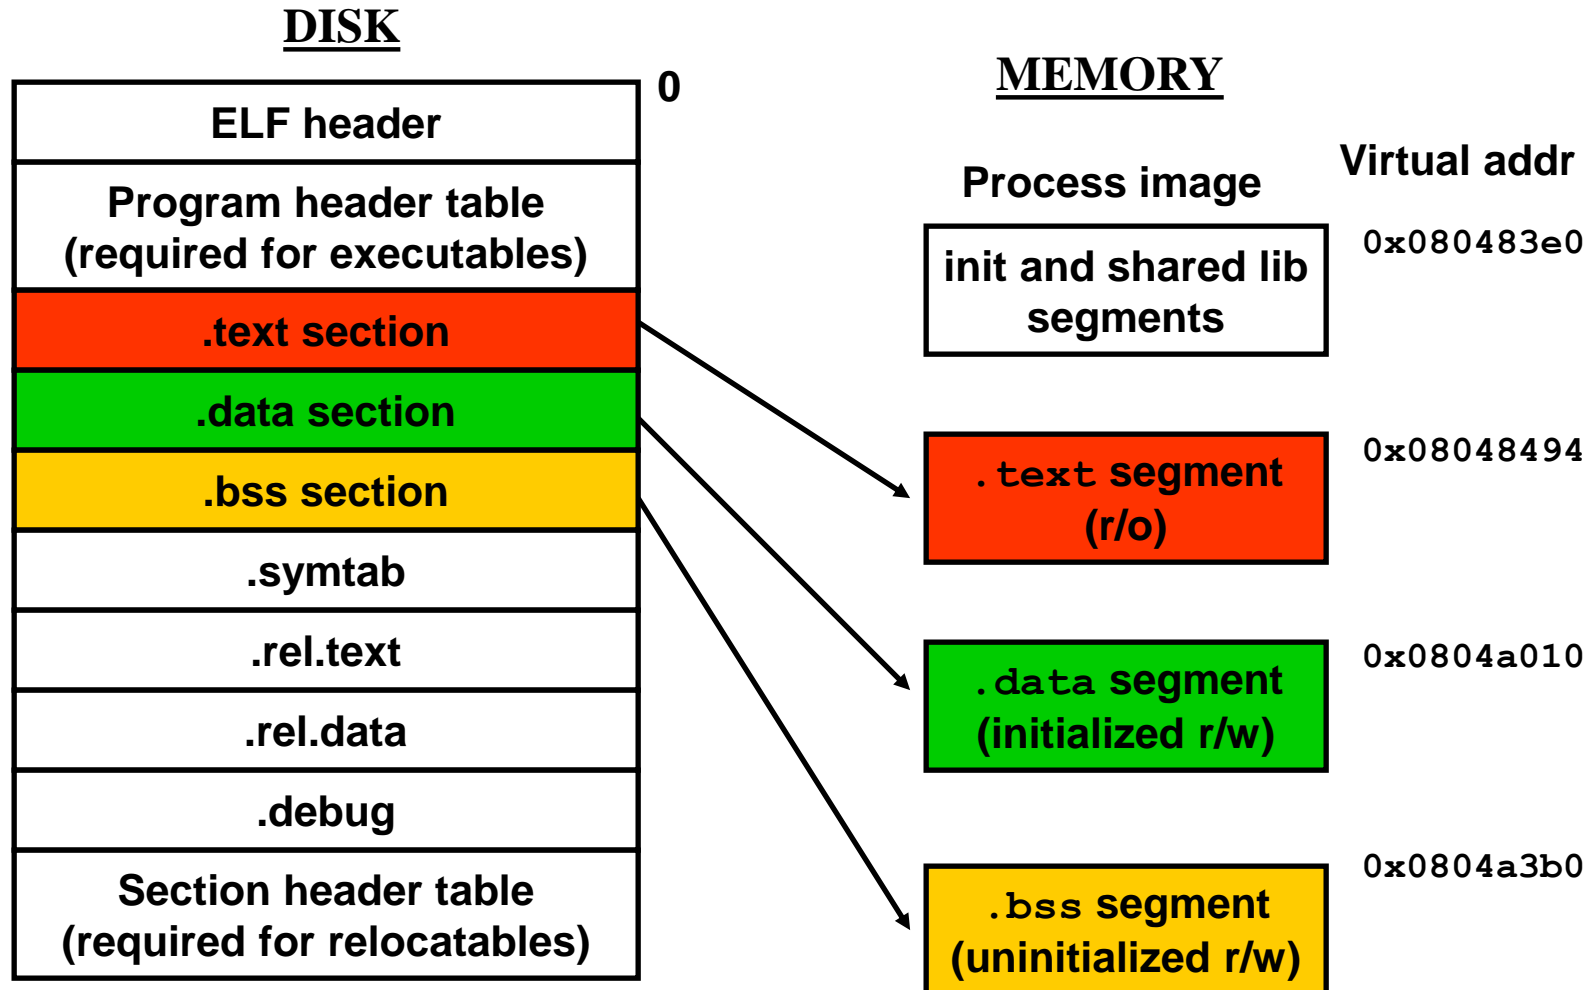 DISK
0
ELF header
Program header table
(required for executables)
.text section
.data section
.bss section
.symtab
.rel.text
.rel.data
.debug
Section header table
(required for relocatables)
MEMORY
Process image
Virtual addr
init and shared lib
segments
0x080483e0
.text segment
(r/o)
0x08048494
.data segment
(initialized r/w)
0x0804a010
.bss segment
(uninitialized r/w)
0x0804a3b0